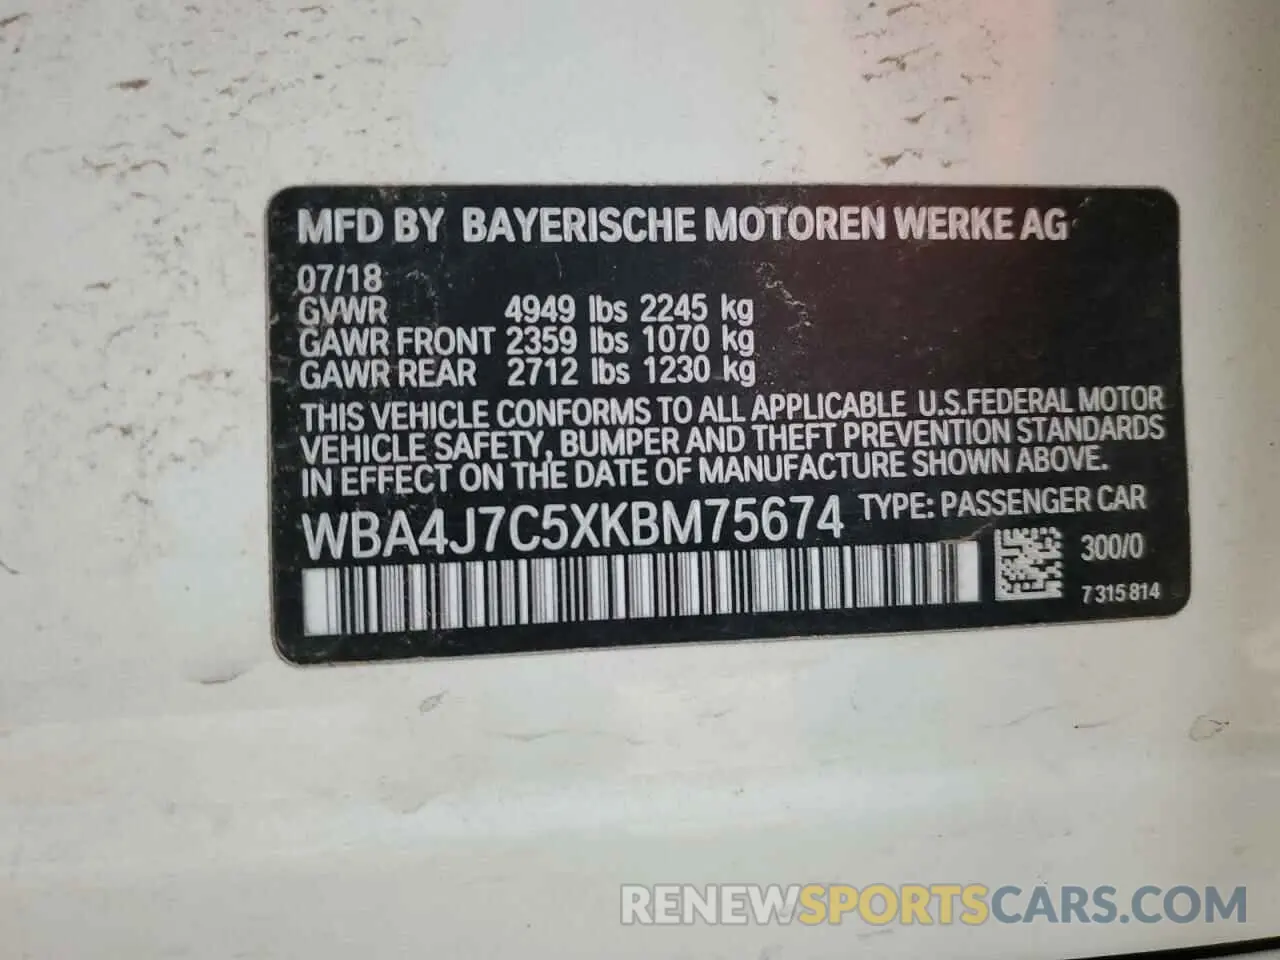 MFD BY BAYERISCHE MOTOREN WERKE AG
07/18
GVWR 4949 lbs 2245 kg
GAWR FRONT 2359 lbs 1070 kg
GAWR REAR 2712 lbs 1230 kg
THIS VEHICLE CONFORMS TO ALL APPLICABLE U.S.FEDERAL MOTOR
VEHICLE SAFETY, BUMPER AND THEFT PREVENTION STANDARDS
IN EFFECT ON THE DATE OF MANUFACTURE SHOWN ABOVE.
WBA4J7C5XKBM75674 TYPE: PASSENGER CAR
300/0
7 315 814
RENEWSPORTSCARS.COM